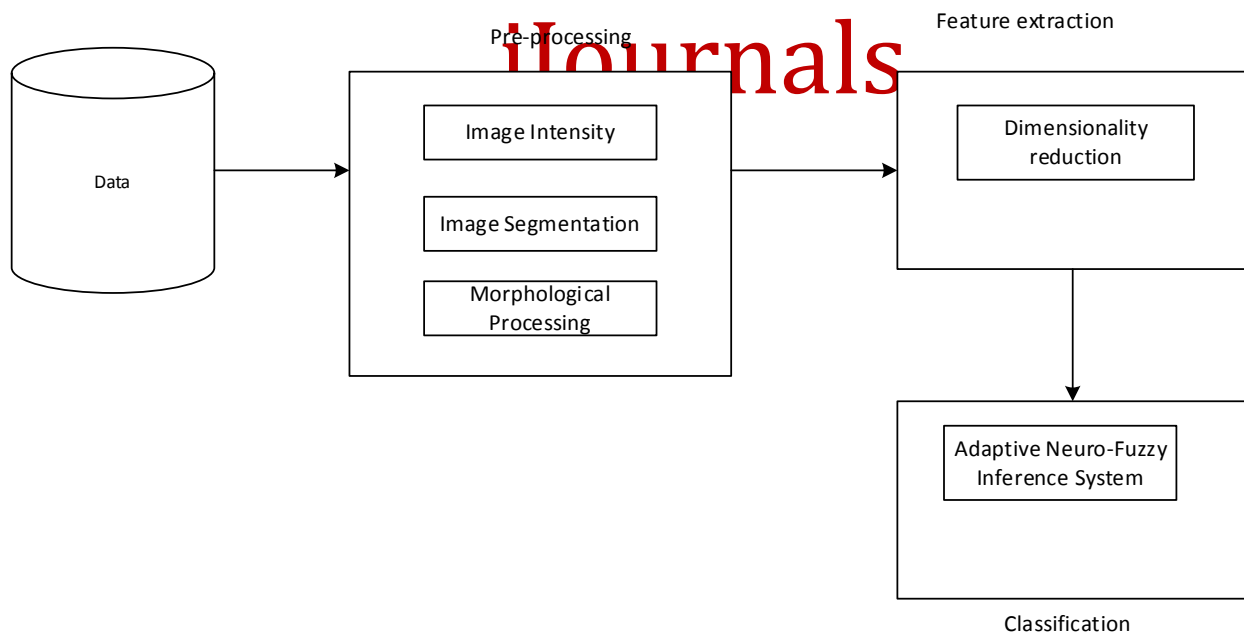 Feature extraction
Pre-processing
iJournals
Data
Image Intensity
Image Segmentation
Morphological
Processing
Dimensionality
reduction
Adaptive Neuro-Fuzzy
Inference System
Classification